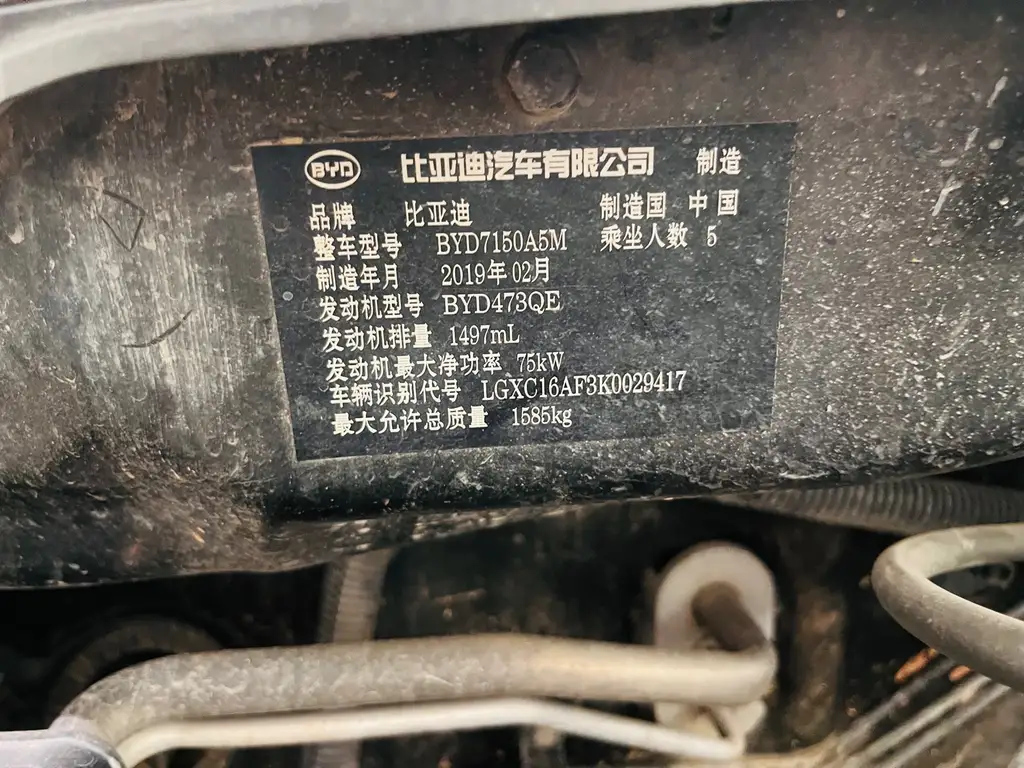 BYD 比亚迪汽车有限公司 制造
品牌 比亚迪 制造国 中国
整车型号 BYD7150A5M 乘坐人数 5
制造年月 2019年02月
发动机型号 BYD473QE
发动机排量 1497mL
发动机最大净功率 75kW
车辆识别代号 LGXC16AF3K0029417
最大允许总质量 1585kg